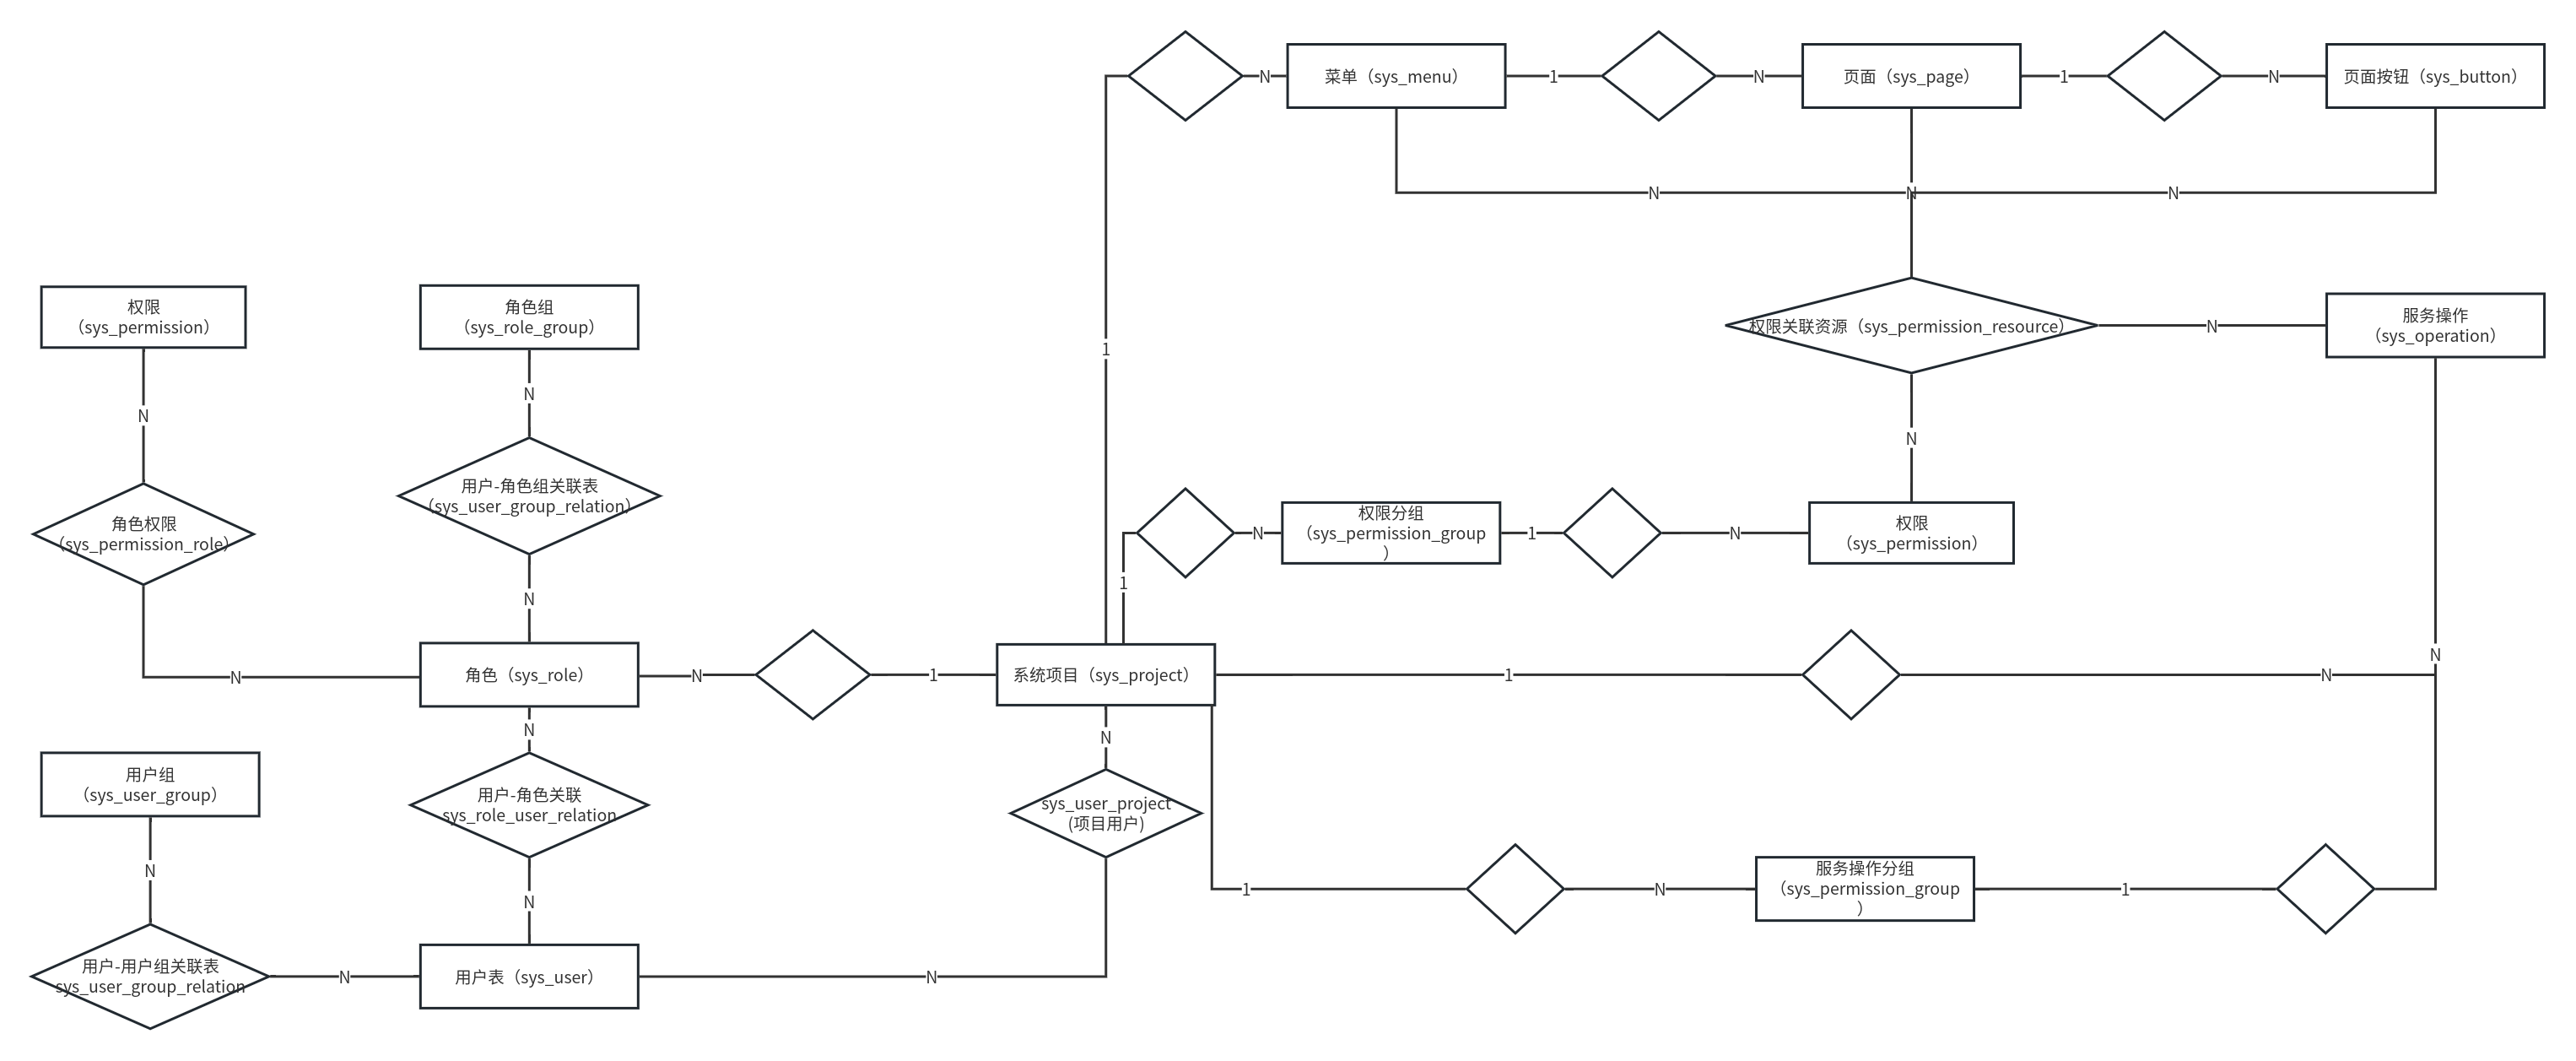 N
菜单（sys_menu）
1
N
页面（sys_page）
1
N
页面按钮（sys_button）
N
N
N
权限
（sys_permission）
角色组
（sys_role_group）
1
权限关联资源（sys_permission_resource）
N
服务操作
（sys_operation）
N
N
N
用户-角色组关联表
（sys_user_group_relation）
角色权限
（sys_permission_role）
1
N
权限分组
（sys_permission_group
）
1
N
权限
（sys_permission）
N
N
N
角色（sys_role）
N
1
系统项目（sys_project）
1
N
N
N
N
用户组
（sys_user_group）
用户-角色关联
sys_role_user_relation
sys_user_project
(项目用户)
N
N
1
N
服务操作分组
（sys_permission_group
）
1
用户-用户组关联表
sys_user_group_relation
N
用户表（sys_user）
N